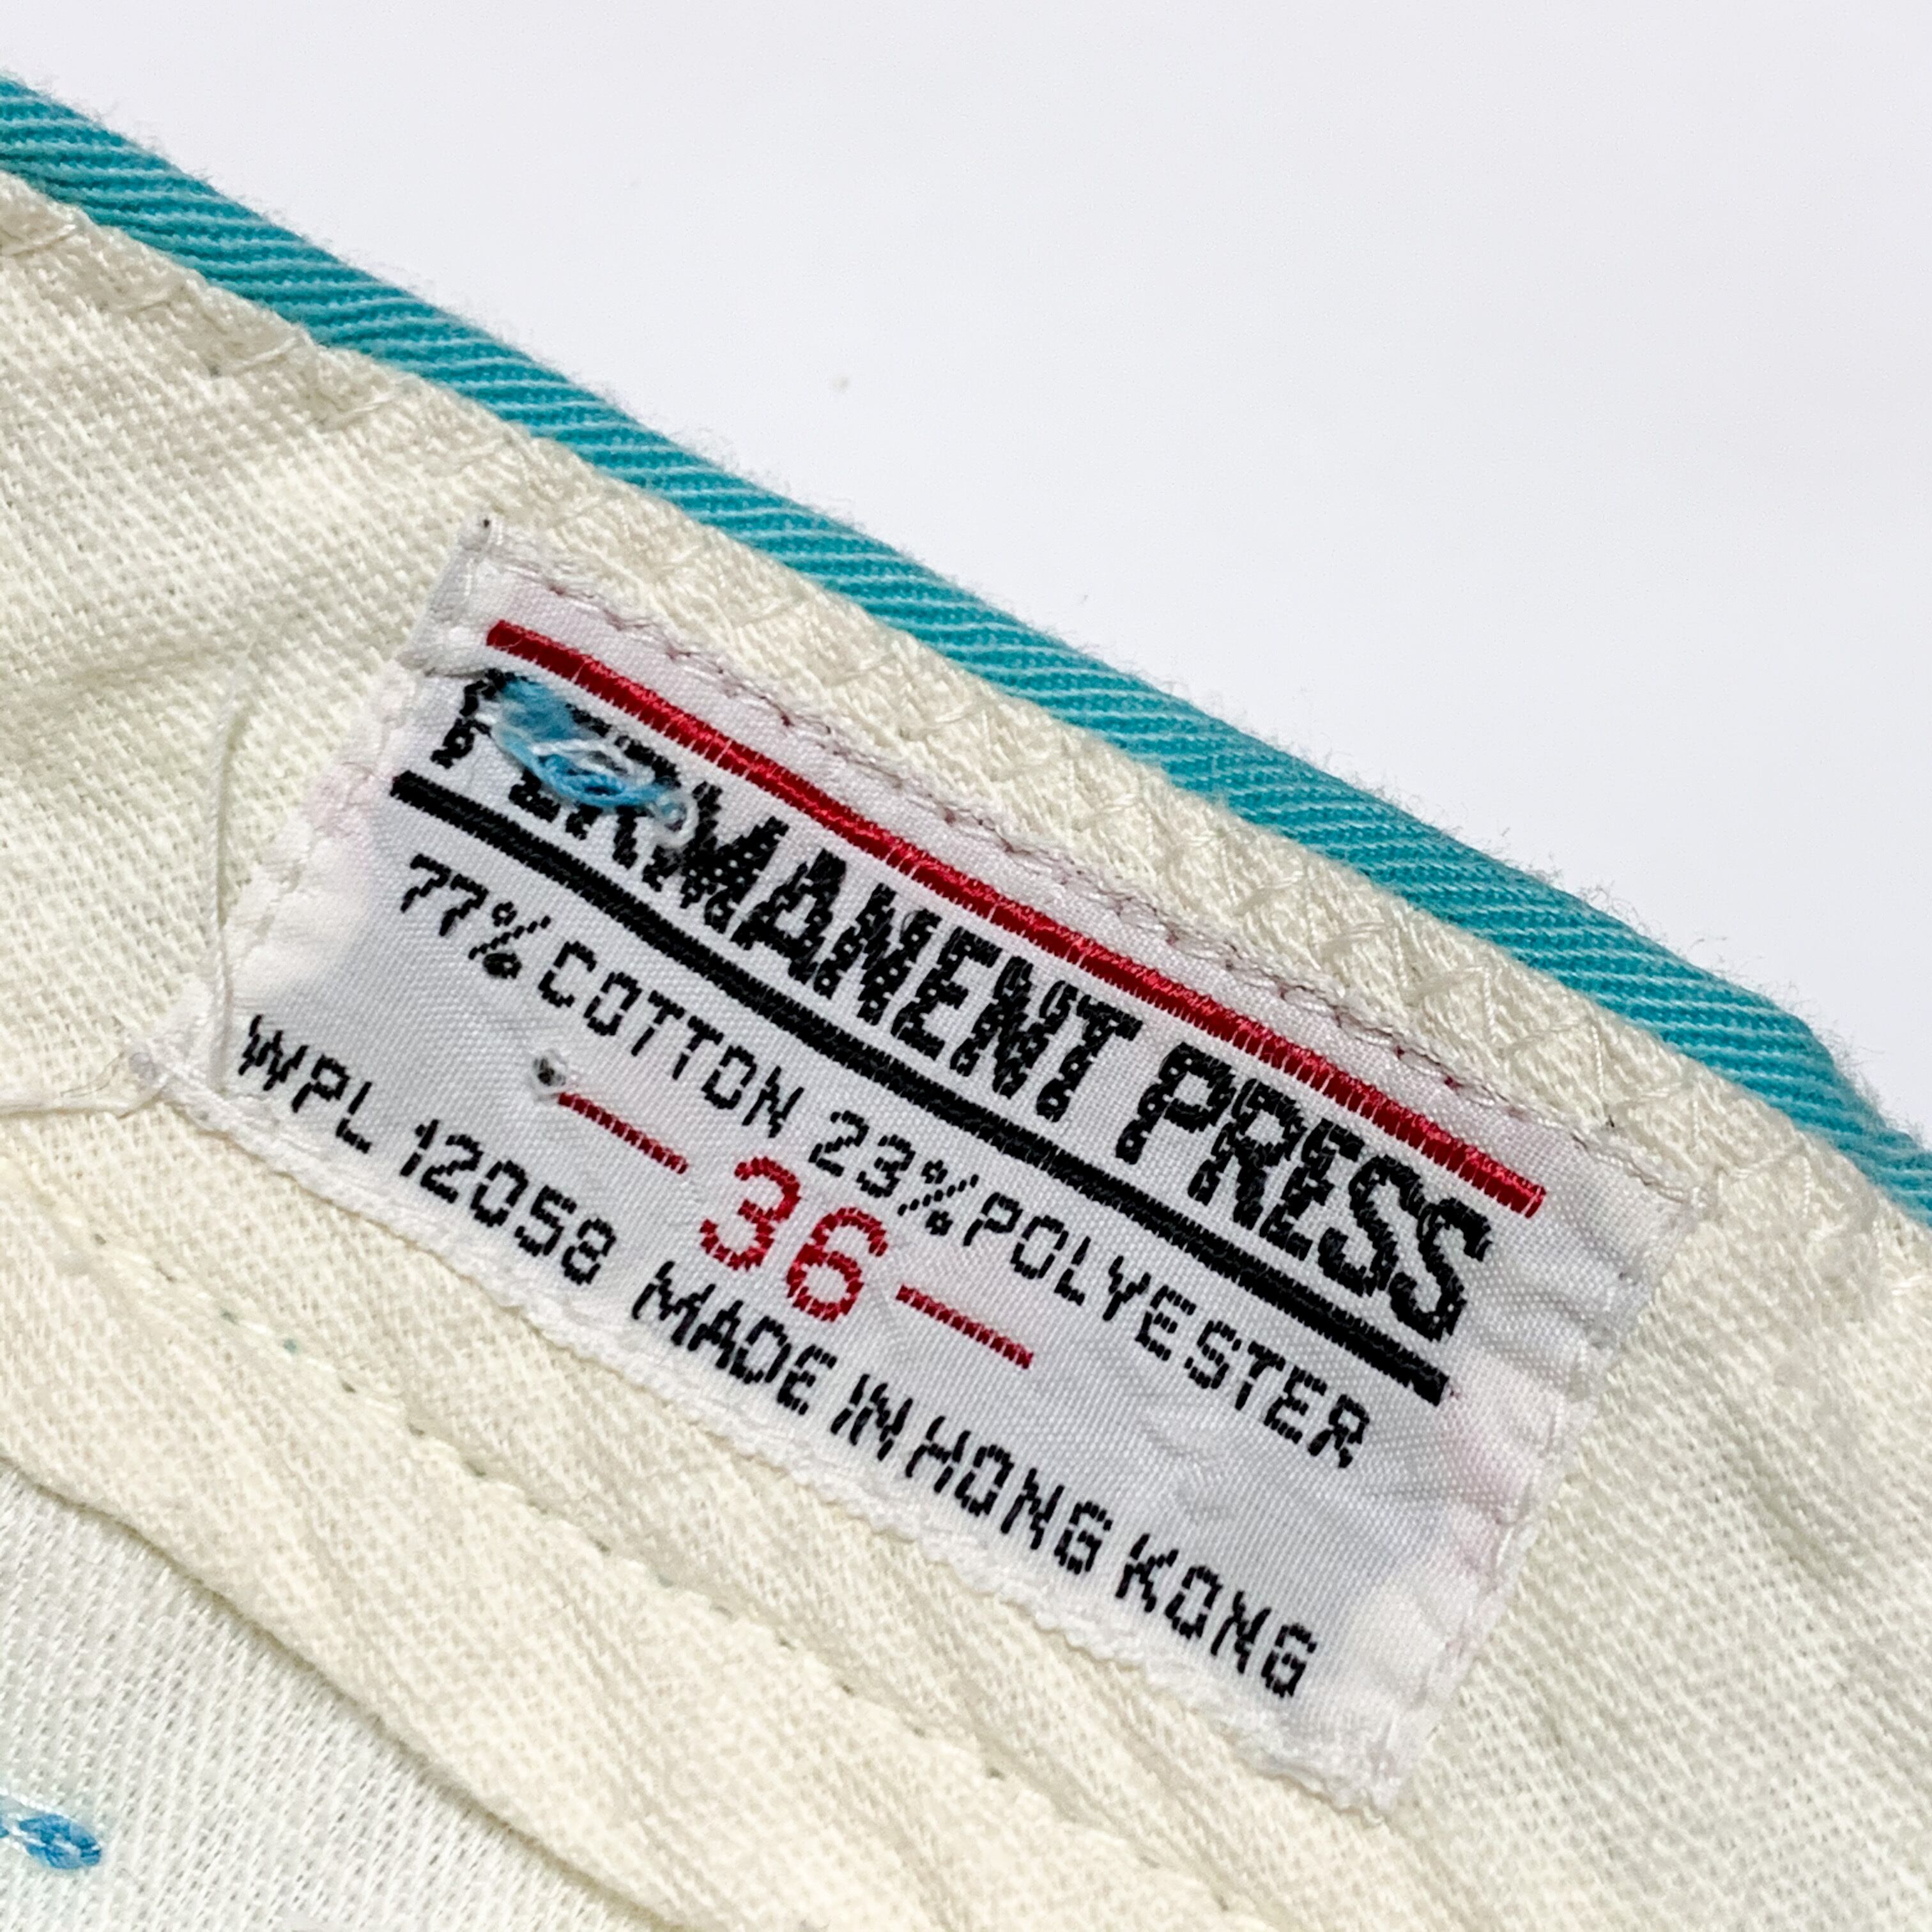 PERMANENT PRESS
77% COTTON 23% POLYESTER
— 36 —
WPL 12058 MADE IN HONG KONG